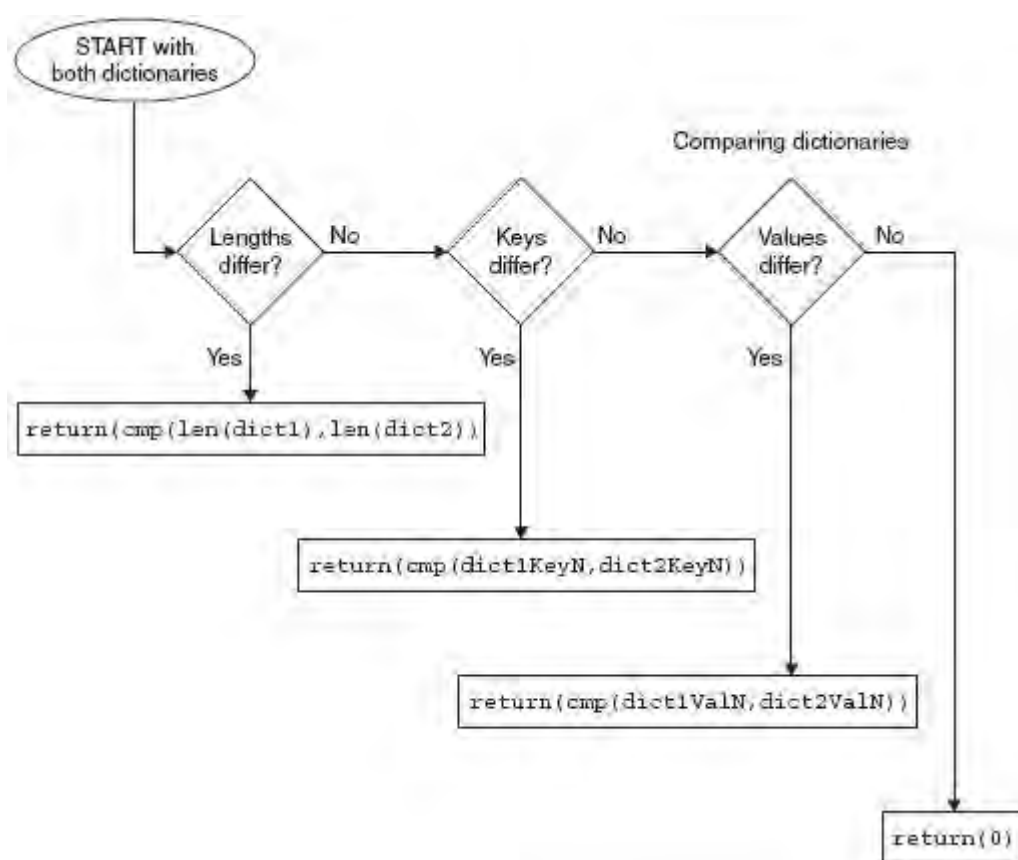 START with
both dictionaries
Comparing dictionaries
Lengths
differ?
No
Keys
differ?
No
Values
differ?
No
Yes
Yes
Yes
return(cmp(len(dict1),len(dict2))
return(cmp(dict1KeyN,dict2KeyN))
return(cmp(dict1ValN,dict2ValN))
return(0)